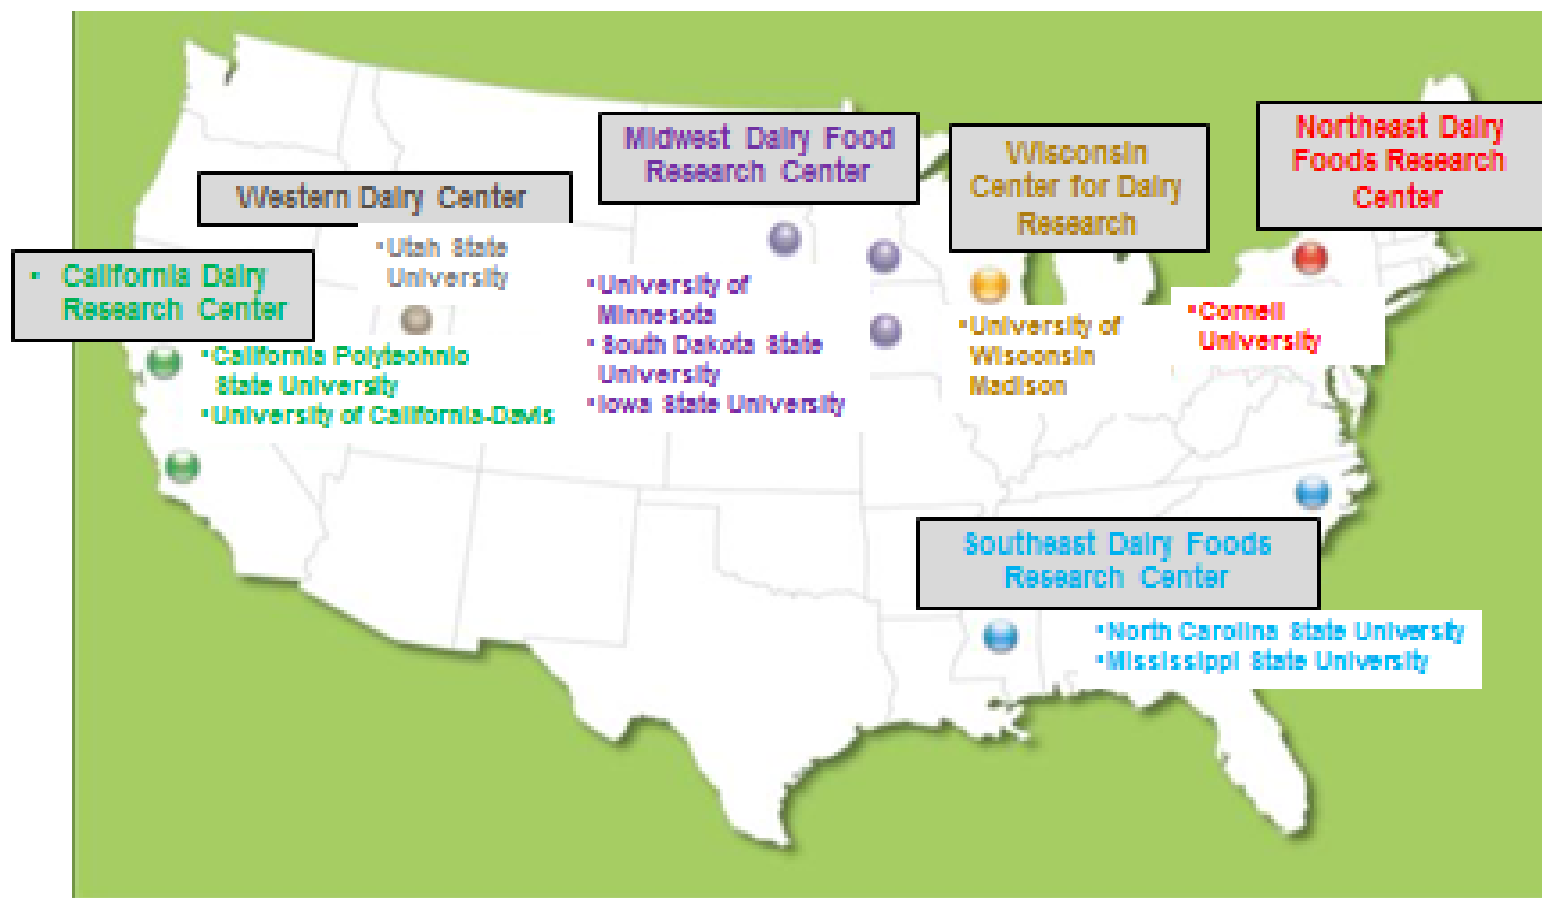 Western Dairy Center
• Utah State
University
• California Dairy
Research Center
• California Polytechnic
State University
• University of California-Davis
Midwest Dairy Food
Research Center
• University of
Minnesota
• South Dakota State
University
• Iowa State University
Wisconsin
Center for Dairy
Research
• University of
Wisconsin
Madison
Northeast Dairy
Foods Research
Center
• Cornell
University
Southeast Dairy Foods
Research Center
• North Carolina State University
• Mississippi State University